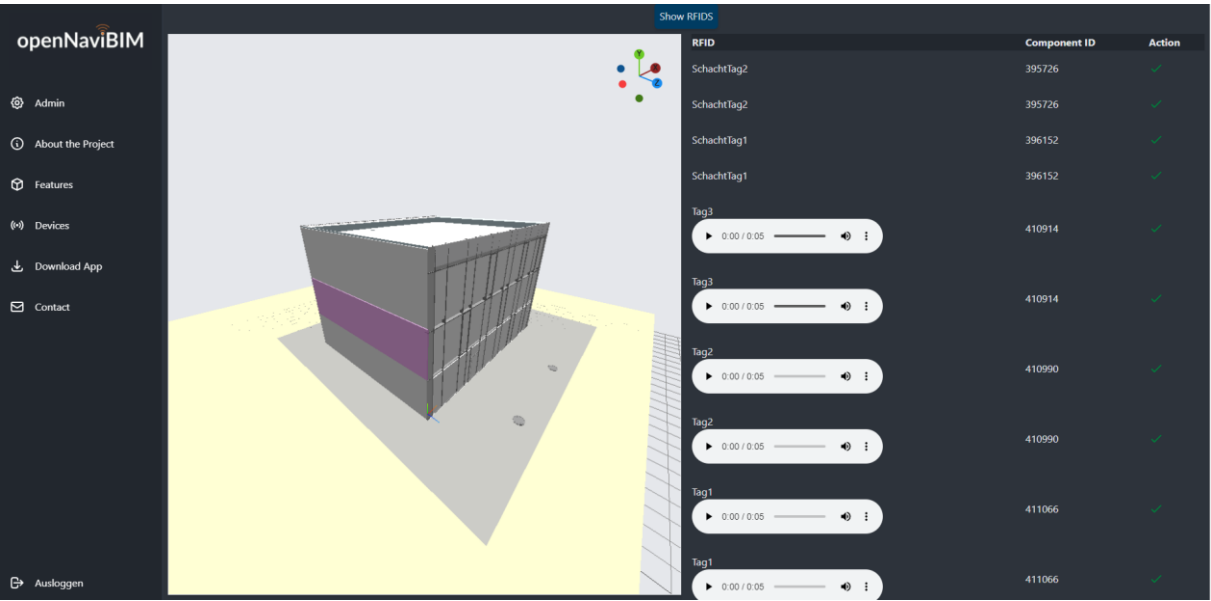 openNaviBIM
Admin
About the Project
Features
Devices
Download App
Contact
Ausloggen
Show RFIDS
Y
X
Z
RFID Component ID Action
SchachtTag2 395726
SchachtTag2 395726
SchachtTag1 396152
SchachtTag1 396152
Tag3
0:00 / 0:05 410914
Tag3
0:00 / 0:05 410914
Tag2
0:00 / 0:05 410990
Tag2
0:00 / 0:05 410990
Tag1
0:00 / 0:05 411066
Tag1
0:00 / 0:05 411066